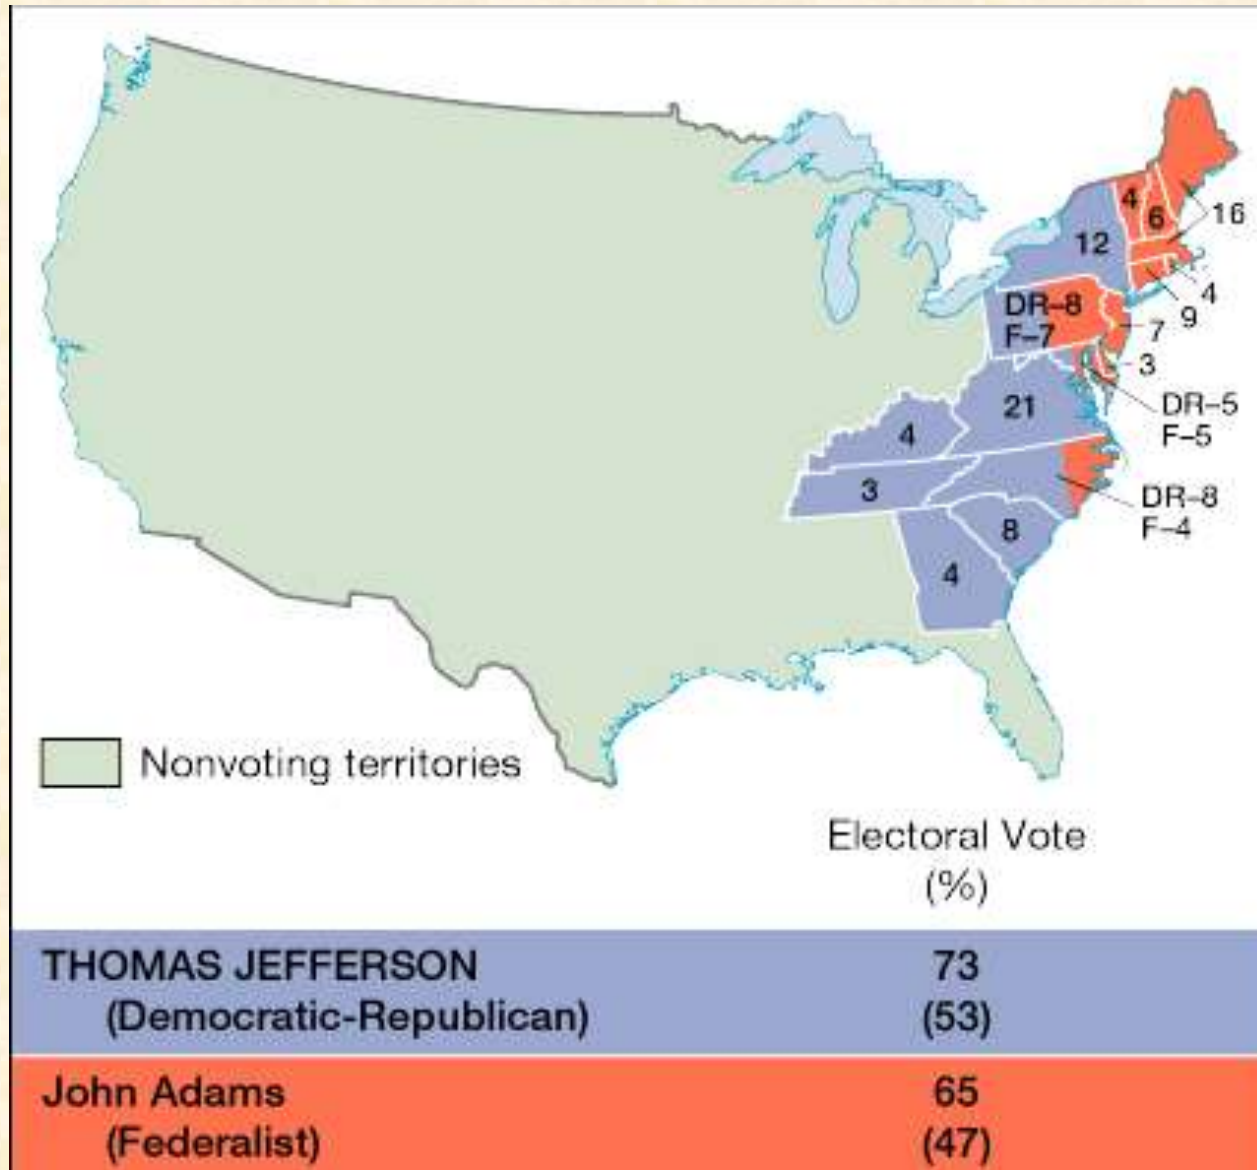 4
6
16
12
4
9
DR–8
F–7
7
3
DR–5
F–5
21
4
3
DR–8
F–4
8
4
Nonvoting territories
Electoral Vote
(%)
THOMAS JEFFERSON 73
(Democratic-Republican) (53)
John Adams 65
(Federalist) (47)